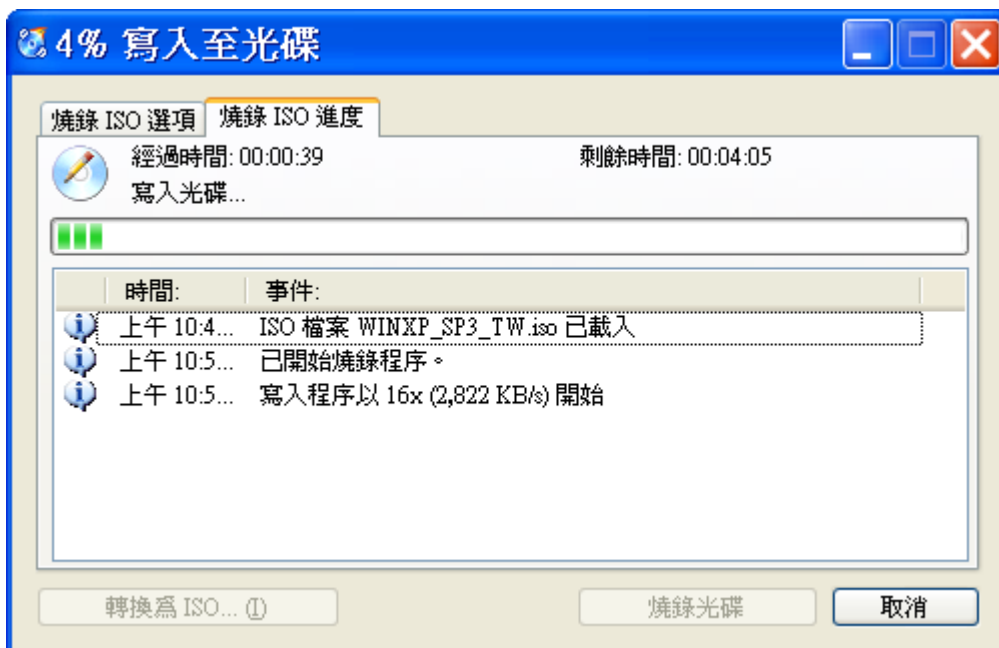 4% 寫入至光碟
燒錄 ISO 選項 燒錄 ISO 進度
經過時間: 00:00:39 剩餘時間: 00:04:05
寫入光碟...
時間: 事件:
上午 10:4... ISO 檔案 WINXP_SP3_TW.iso 已載入
上午 10:5... 已開始燒錄程序。
上午 10:5... 寫入程序以 16x (2,822 KB/s) 開始
轉換為 ISO... (I) 燒錄光碟 取消